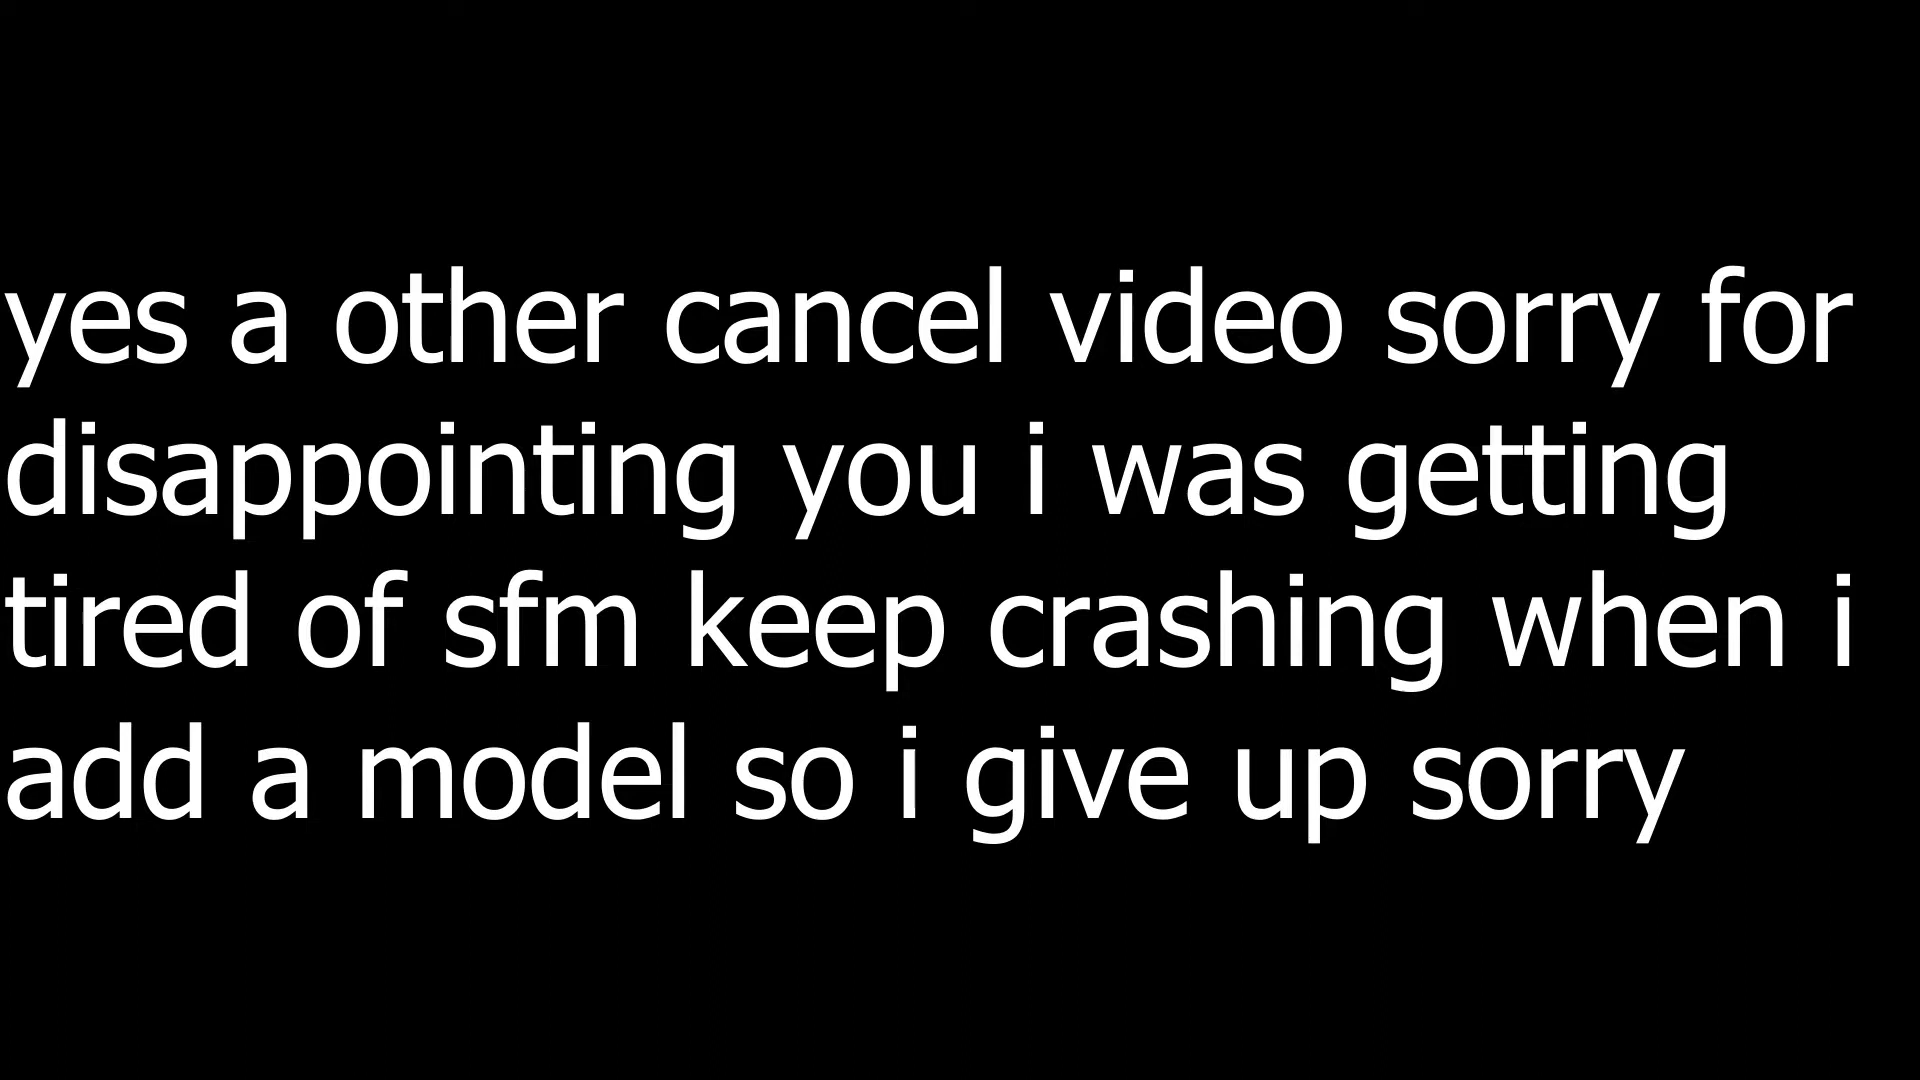 yes a other cancel video sorry for
disappointing you i was getting
tired of sfm keep crashing when i
add a model so i give up sorry